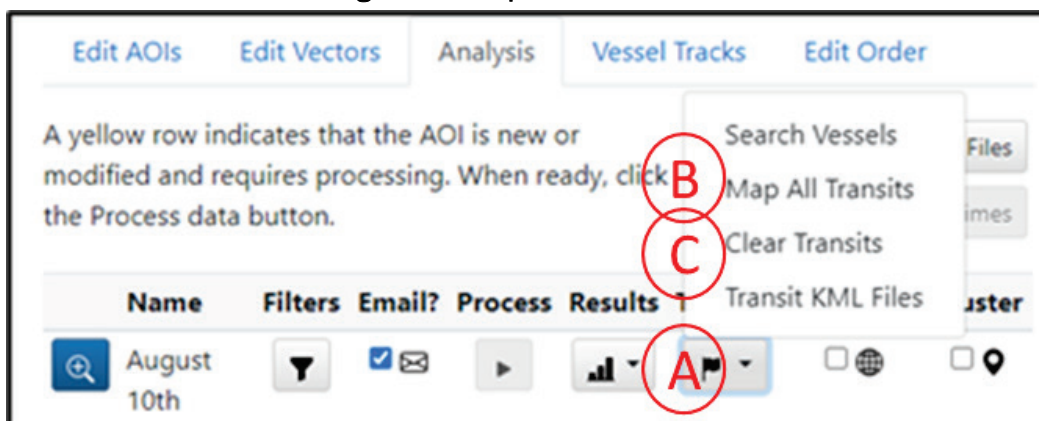 Edit AOIs Edit Vectors Analysis Vessel Tracks Edit Order
A yellow row indicates that the AOI is new or
modified and requires processing. When ready, click
the Process data button.
Search Vessels
Map All Transits
Clear Transits
Transit KML Files
Files
B
C
Name Filters Email? Process Results
August
10th
A